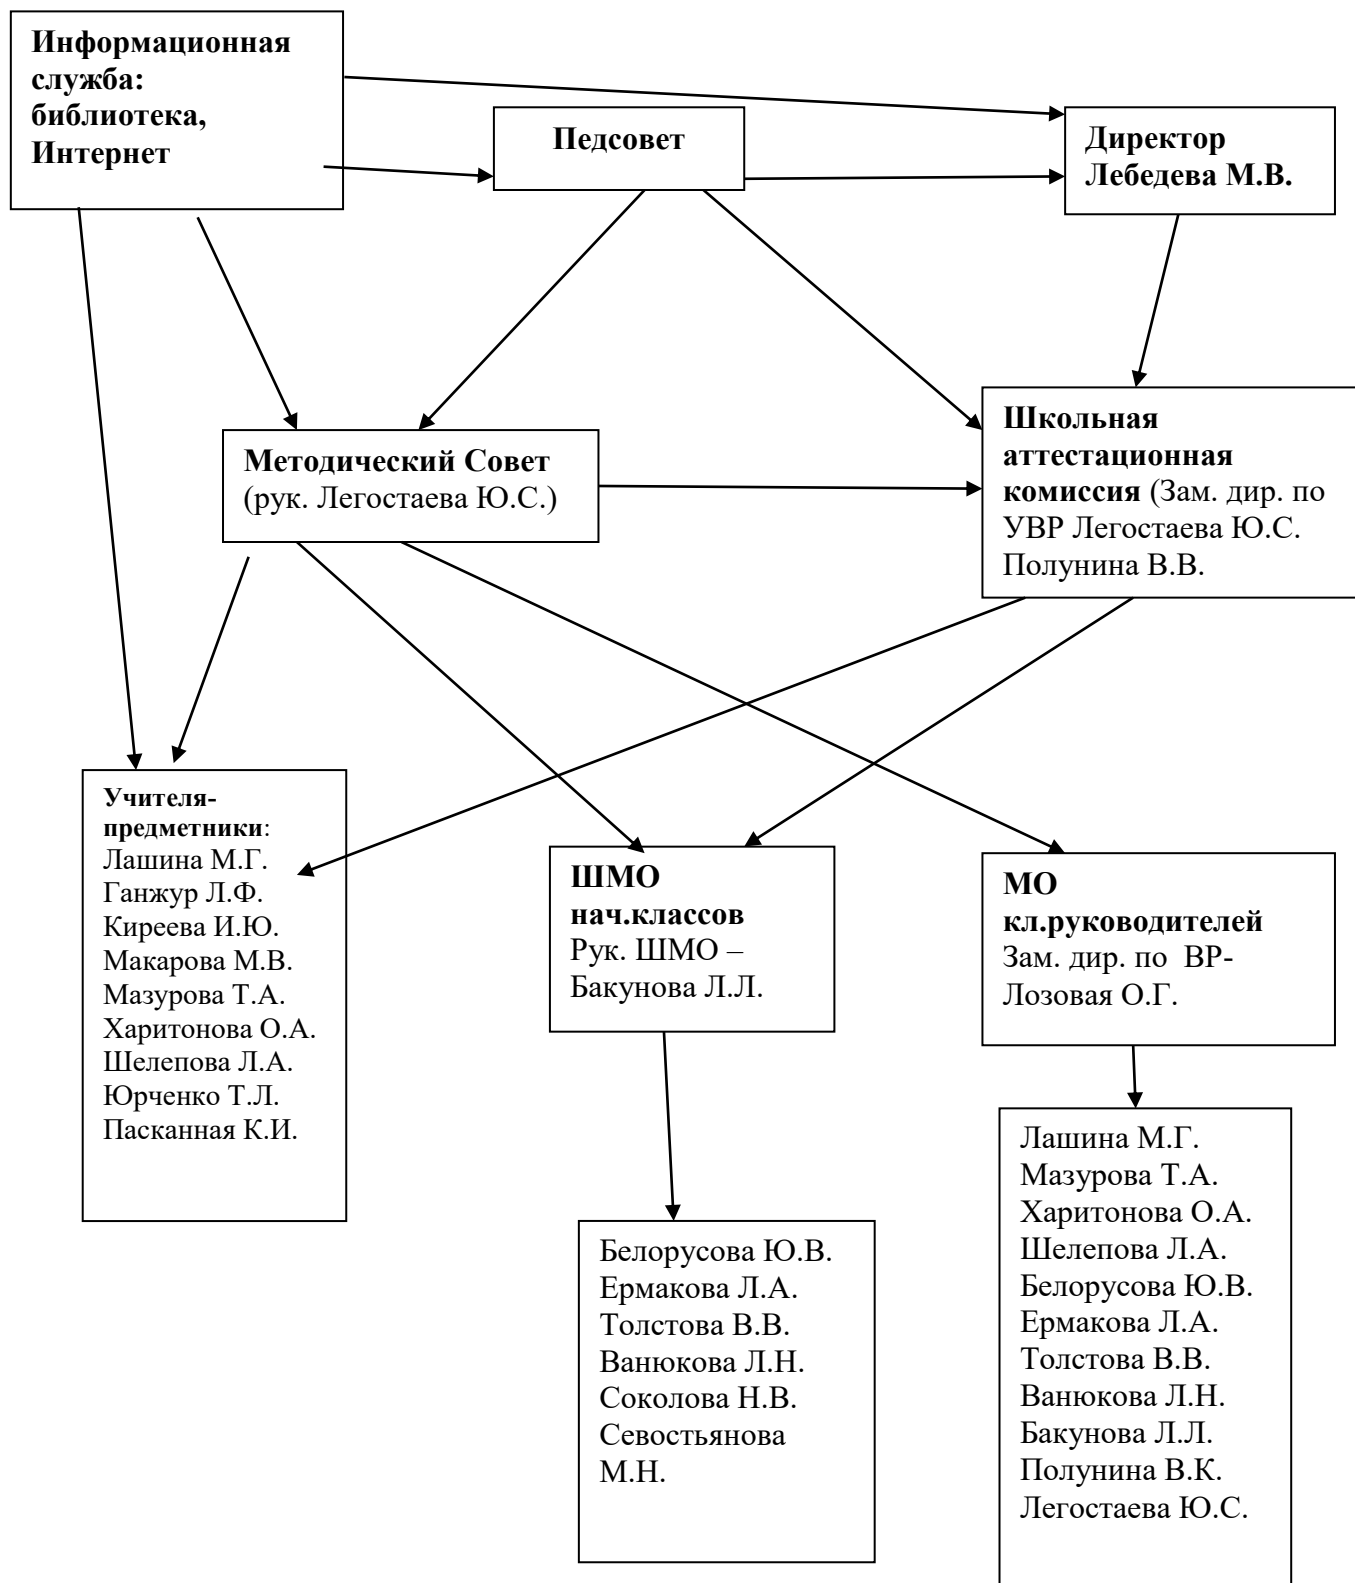 Информационная
служба:
библиотека,
Интернет
Педсовет
Директор
Лебедева М.В.
Методический Совет
(рук. Легостаева Ю.С.)
Школьная
аттестационная
комиссия (Зам. дир. по
УВР Легостаева Ю.С.
Полунина В.В.
Учителя-
предметники:
Лашина М.Г.
Ганжур Л.Ф.
Киреева И.Ю.
Макарова М.В.
Мазурова Т.А.
Харитонова О.А.
Шелепова Л.А.
Юрченко Т.Л.
Пасканная К.И.
ШМО
нач.классов
Рук. ШМО –
Бакунова Л.Л.
МО
кл.руководителей
Зам. дир. по  ВР-
Лозовая О.Г.
Белорусова Ю.В.
Ермакова Л.А.
Толстова В.В.
Ванюкова Л.Н.
Соколова Н.В.
Севостьянова
М.Н.
Лашина М.Г.
Мазурова Т.А.
Харитонова О.А.
Шелепова Л.А.
Белорусова Ю.В.
Ермакова Л.А.
Толстова В.В.
Ванюкова Л.Н.
Бакунова Л.Л.
Полунина В.К.
Легостаева Ю.С.